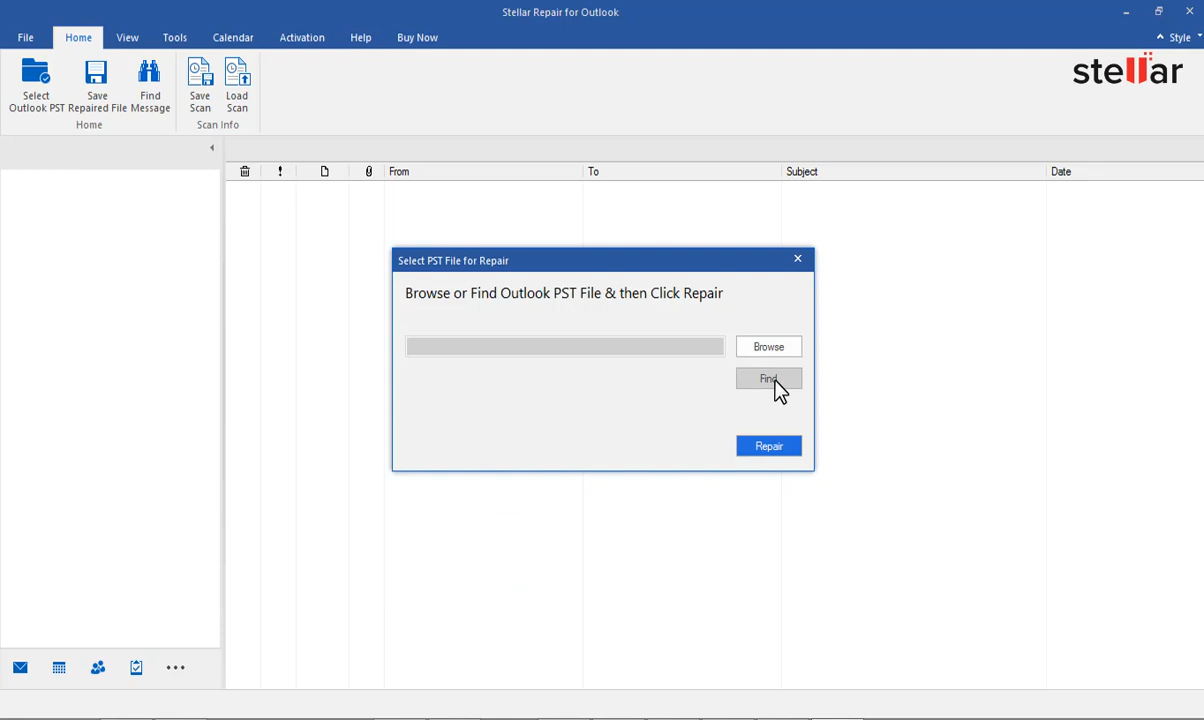 Stellar Repair for Outlook
File Home View Tools Calendar Activation Help Buy Now Style
stellar
Select Save Find Save Load
Outlook PST Repaired File Message Scan Scan
Home Scan Info
From To Subject Date
Select PST File for Repair
Browse or Find Outlook PST File & then Click Repair
Browse
Find
Repair